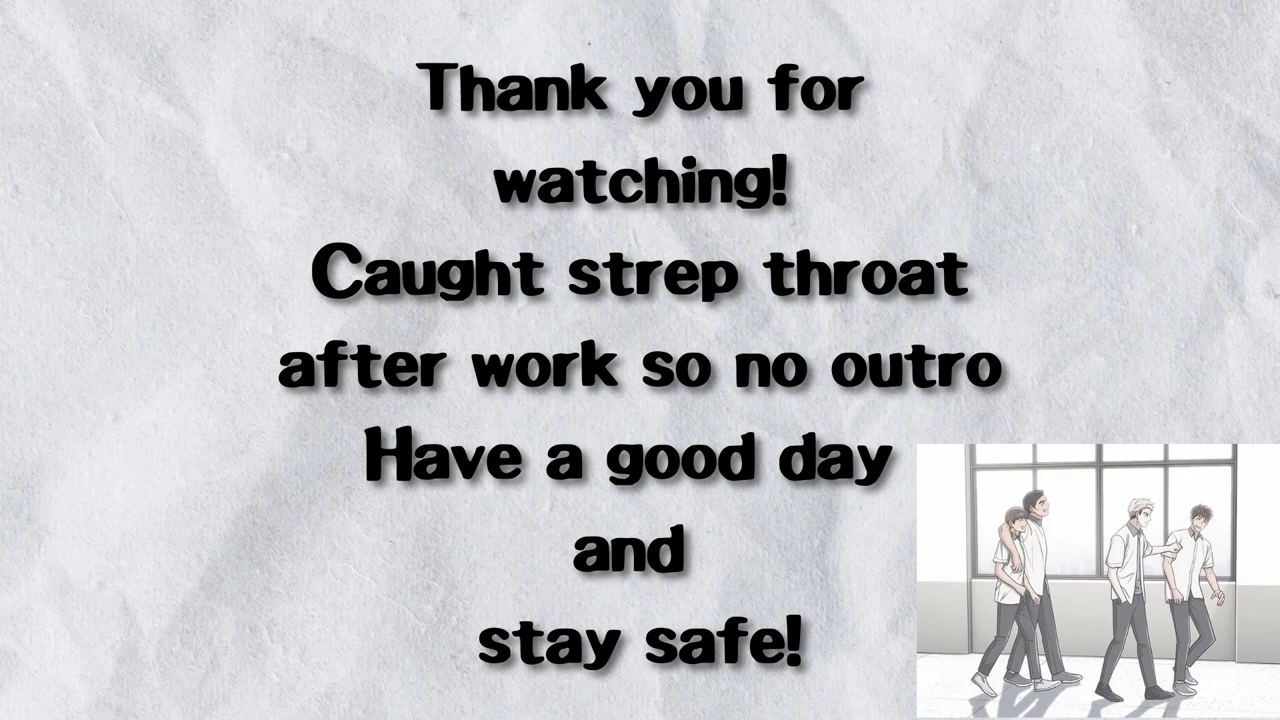 Thank you for
watching!
Caught strep throat
after work so no outro
Have a good day
and
stay safe!